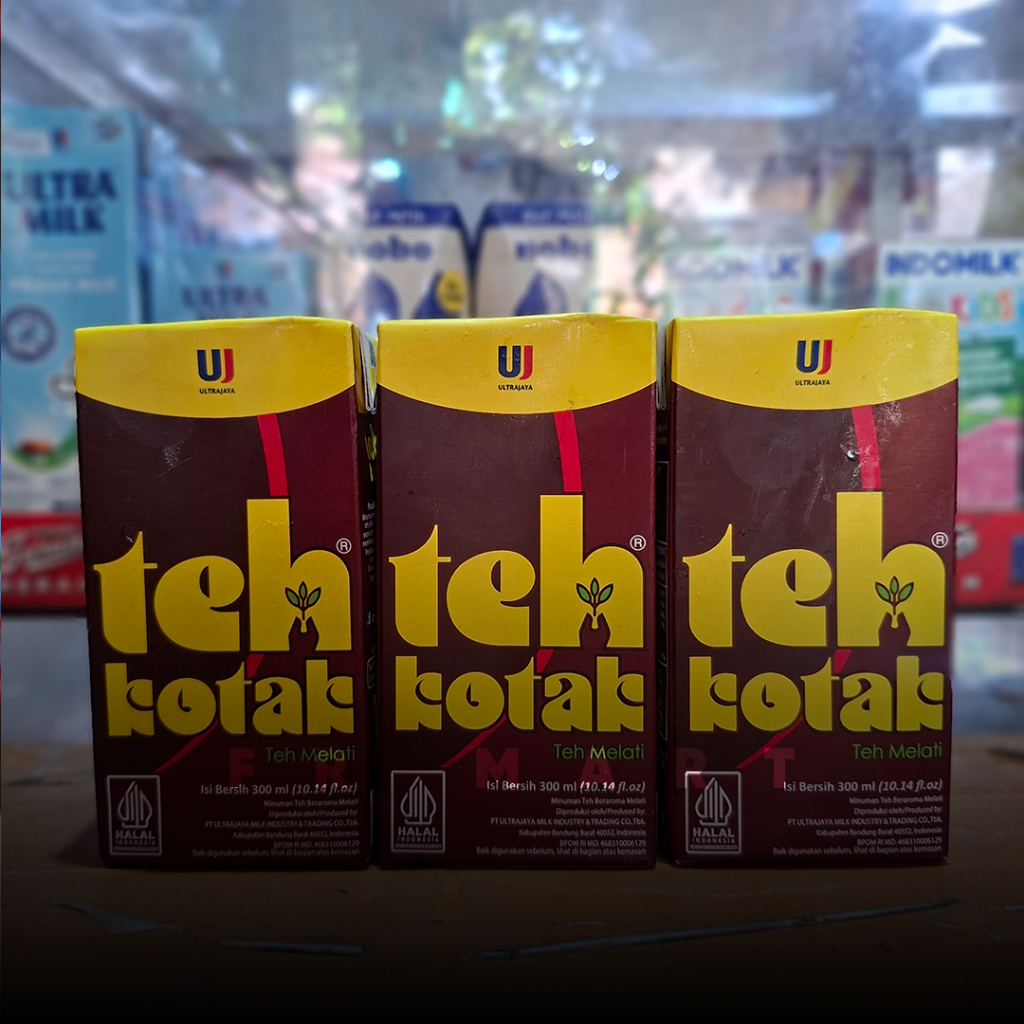 ULTRA
MILK
ULTRA
nobo
nobo
INDOMILK
INDOMILK
KIDS
UJ
ULTRAJAYA
teh®
kotak
Teh Melati
HALAL
INDONESIA
Isi Bersih 300 ml (10.14 fl.oz)
Minuman Teh Beraroma Melati
Diproduksi oleh/Produced by:
PT ULTRAJAYA MILK INDUSTRY & TRADING CO.,Tbk.
Kabupaten Bandung Barat 40552, Indonesia
BPOM RI MD. 468310006129
Baik digunakan sebelum, lihat di bagian atas kemasan
UJ
ULTRAJAYA
teh®
kotak
Teh Melati
HALAL
INDONESIA
Isi Bersih 300 ml (10.14 fl.oz)
Minuman Teh Beraroma Melati
Diproduksi oleh/Produced by:
PT ULTRAJAYA MILK INDUSTRY & TRADING CO.,Tbk.
Kabupaten Bandung Barat 40552, Indonesia
BPOM RI MD. 468310006129
Baik digunakan sebelum, lihat di bagian atas kemasan
UJ
ULTRAJAYA
teh®
kotak
Teh Melati
HALAL
INDONESIA
Isi Bersih 300 ml (10.14 fl.oz)
Minuman Teh Beraroma Melati
Diproduksi oleh/Produced by:
PT ULTRAJAYA MILK INDUSTRY & TRADING CO.,Tbk.
Kabupaten Bandung Barat 40552, Indonesia
BPOM RI MD. 468310006129
Baik digunakan sebelum, lihat di bagian atas kemasan